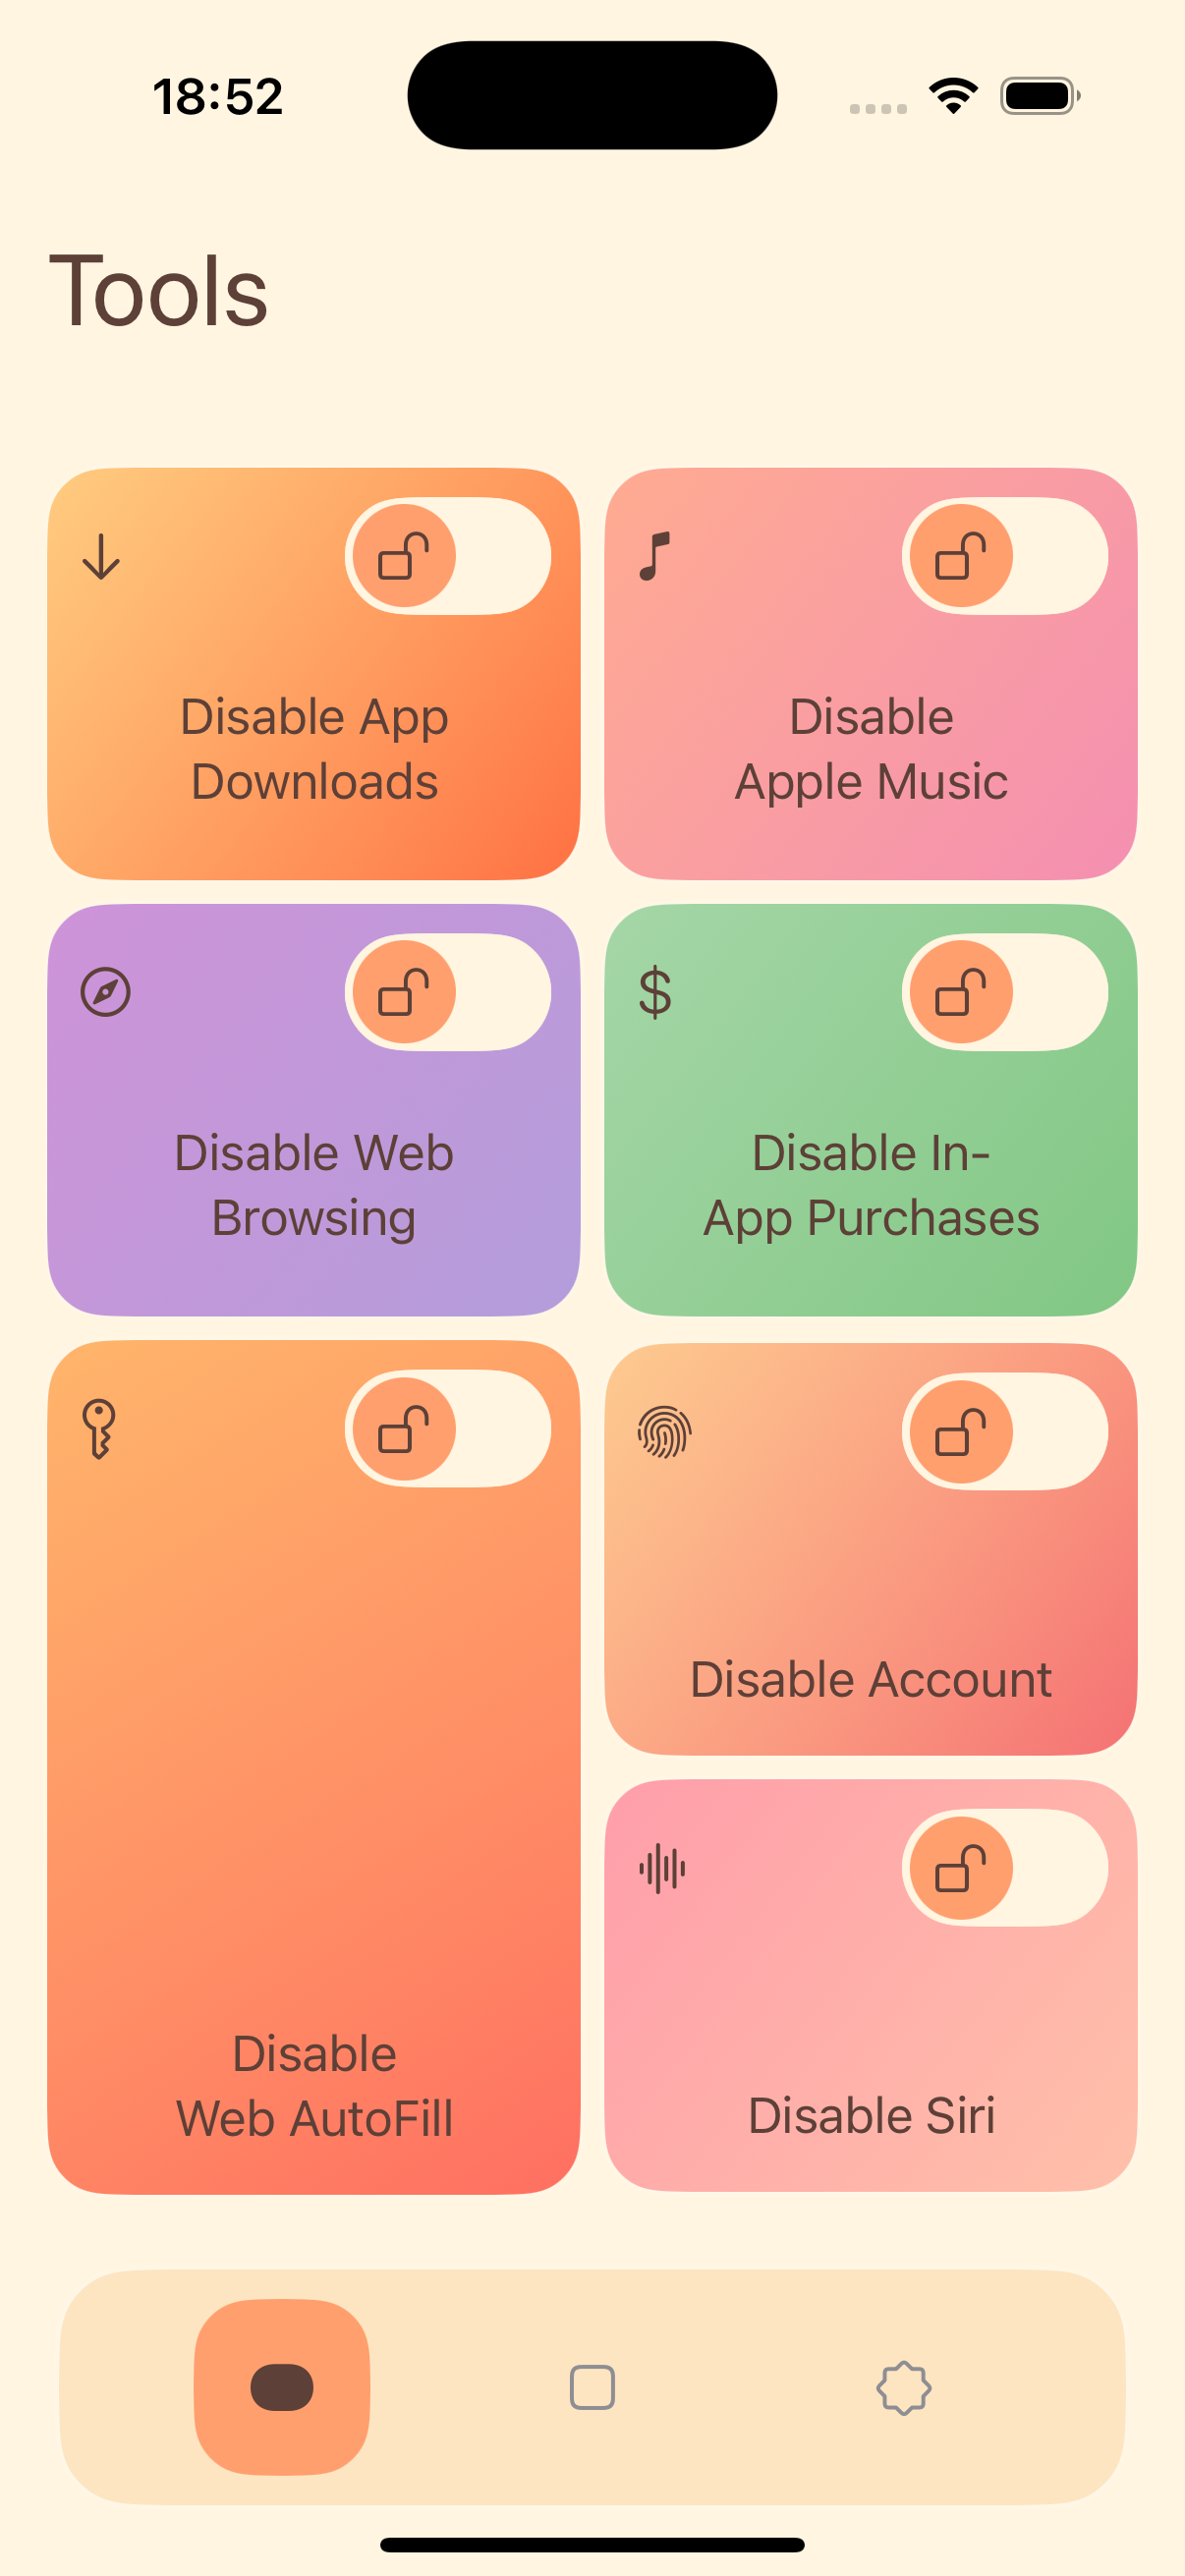 18:52
Tools
Disable App
Downloads
Disable
Apple Music
Disable Web
Browsing
$
Disable In-
App Purchases
Disable
Web AutoFill
Disable Account
Disable Siri